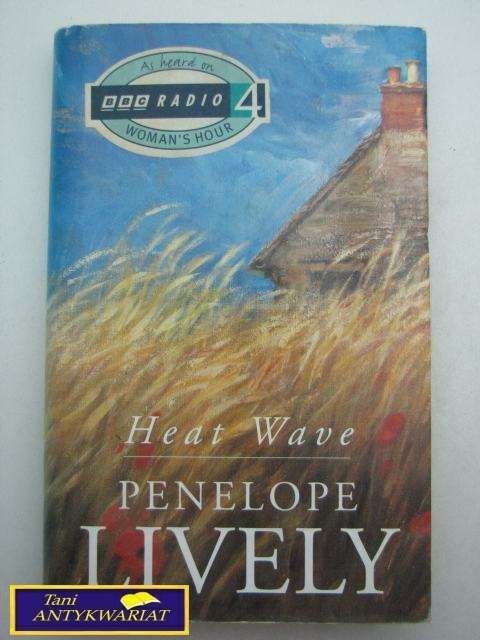 As heard on
BBC RADIO 4
WOMAN'S HOUR
Heat Wave
PENELOPE
LIVELY
Tani
ANTYKWARIAT